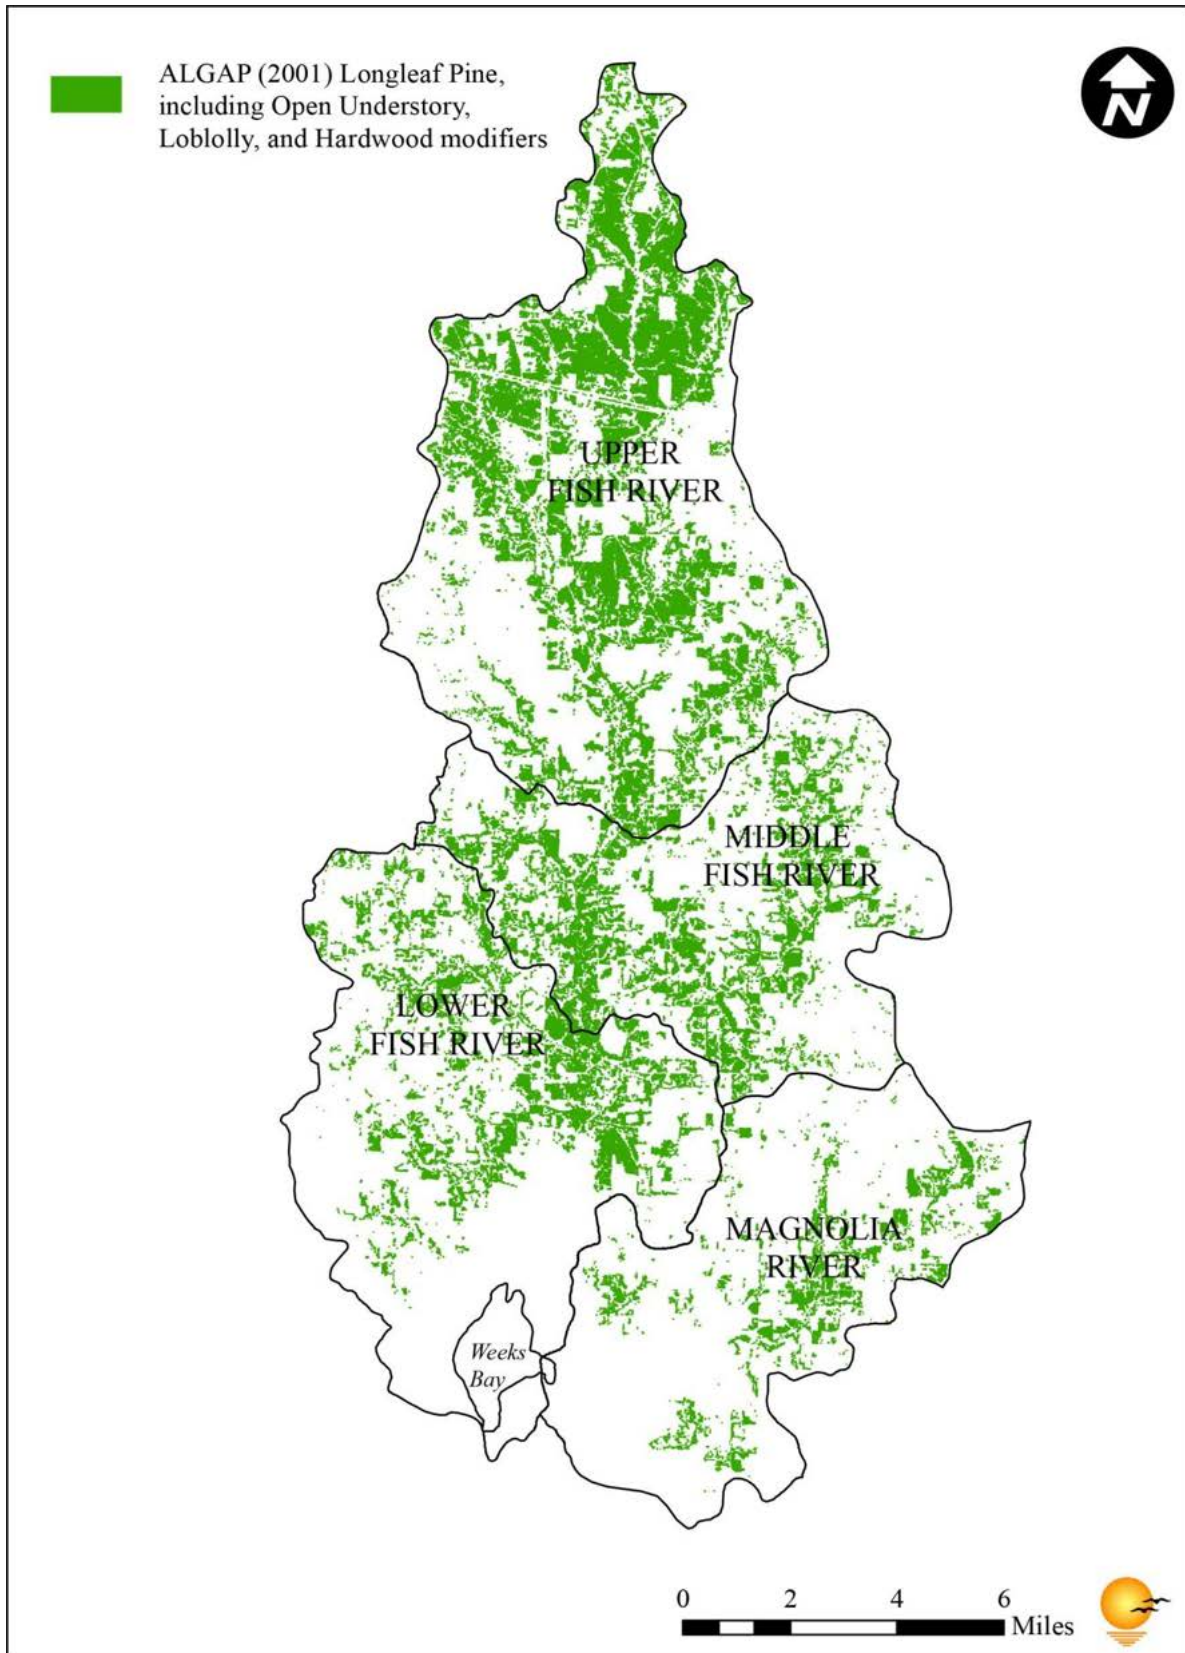 ALGAP (2001) Longleaf Pine,
including Open Understory,
Loblolly, and Hardwood modifiers
N
UPPER
FISH RIVER
MIDDLE
FISH RIVER
LOWER
FISH RIVER
MAGNOLIA
RIVER
Weeks
Bay
0 2 4 6
Miles